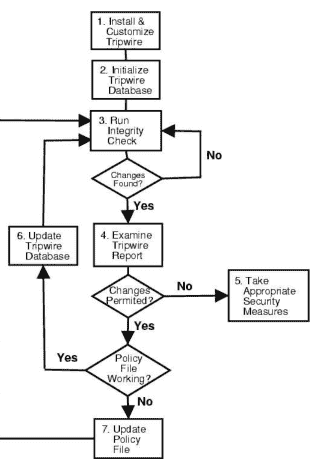 1. Install &
Customize
Tripwire
2. Initialize
Tripwire
Database
3. Run
Integrity
Check
No
Changes
Found?
Yes
6. Update
Tripwire
Database
4. Examine
Tripwire
Report
No
5. Take
Appropriate
Security
Measures
Changes
Permitted?
Yes
Yes
Policy
File
Working?
No
7. Update
Policy
File